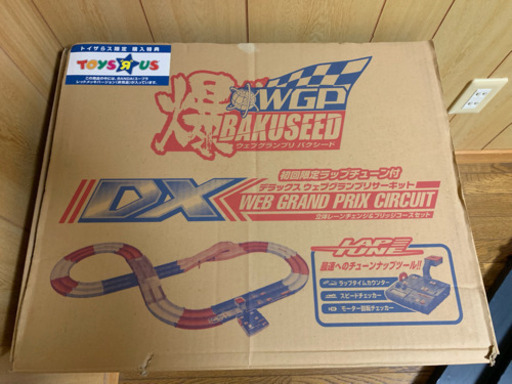 トイザらス限定 購入特典
TOYS R US
爆
WGP
BAKUSEED
ウェブグランプリ バクシード
初回限定ラップチューン付
DX
デラックス ウェブグランプリサーキット
WEB GRAND PRIX CIRCUIT
立体レーンチェンジ&ブリッジコースセット
LAP TUNE
最速へのチューンナップツール!!
ラップタイムカウンター
スピードチェッカー
モーター回転チェッカー